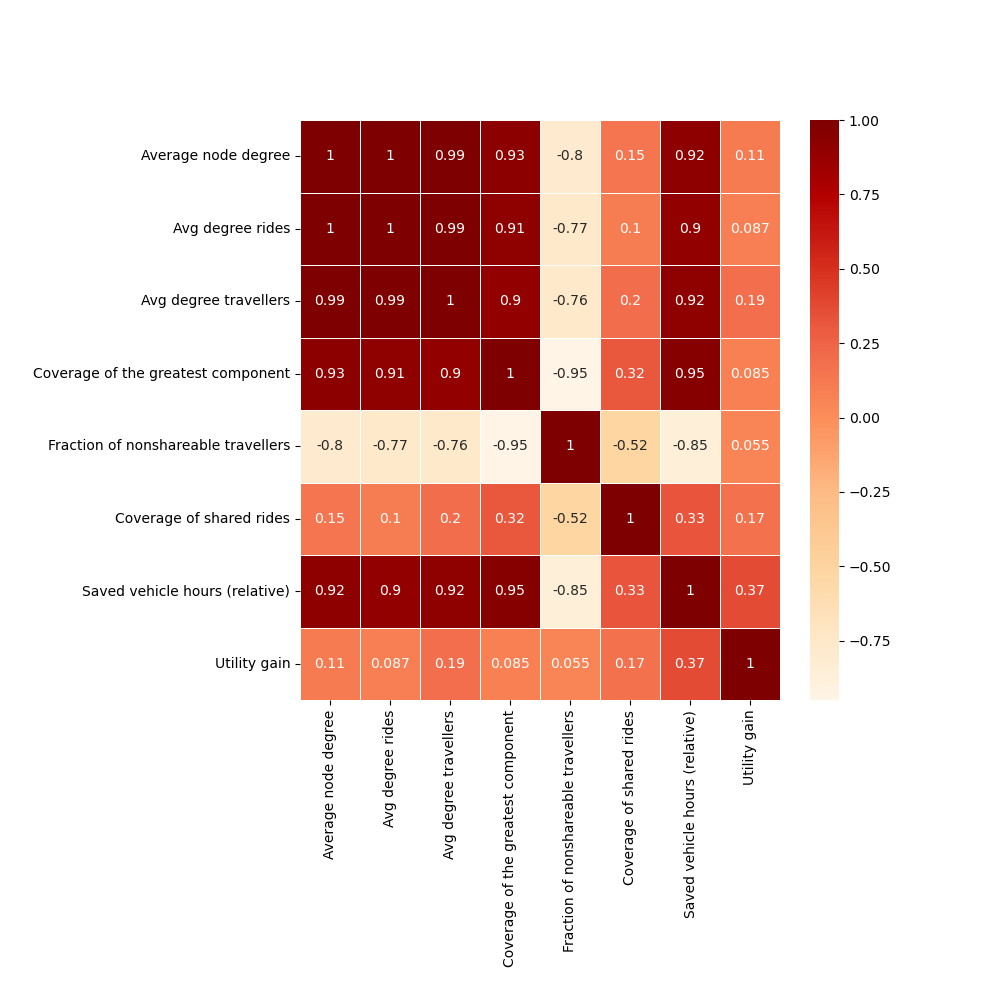 Average node degree 1 1 0.99 0.93 -0.8 0.15 0.92 0.11
Avg degree rides 1 1 0.99 0.91 -0.77 0.1 0.9 0.087
Avg degree travellers 0.99 0.99 1 0.9 -0.76 0.2 0.92 0.19
Coverage of the greatest component 0.93 0.91 0.9 1 -0.95 0.32 0.95 0.085
Fraction of nonshareable travellers -0.8 -0.77 -0.76 -0.95 1 -0.52 -0.85 0.055
Coverage of shared rides 0.15 0.1 0.2 0.32 -0.52 1 0.33 0.17
Saved vehicle hours (relative) 0.92 0.9 0.92 0.95 -0.85 0.33 1 0.37
Utility gain 0.11 0.087 0.19 0.085 0.055 0.17 0.37 1
Average node degree
Avg degree rides
Avg degree travellers
Coverage of the greatest component
Fraction of nonshareable travellers
Coverage of shared rides
Saved vehicle hours (relative)
Utility gain
1.00
0.75
0.50
0.25
0.00
−0.25
−0.50
−0.75